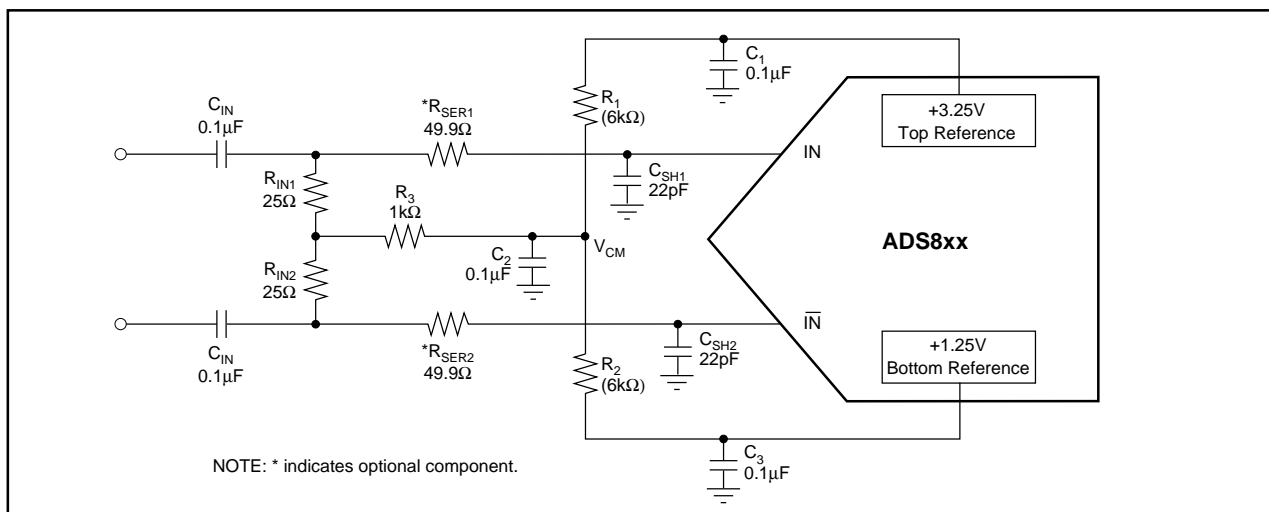 C1
0.1µF
CIN
0.1µF
*RSER1
49.9Ω
R1
(6kΩ)
+3.25V
Top Reference
IN
RIN1
25Ω
CSH1
22pF
R3
1kΩ
VCM
ADS8xx
C2
0.1µF
RIN2
25Ω
IN
CIN
0.1µF
*RSER2
49.9Ω
CSH2
22pF
R2
(6kΩ)
+1.25V
Bottom Reference
C3
0.1µF
NOTE: * indicates optional component.